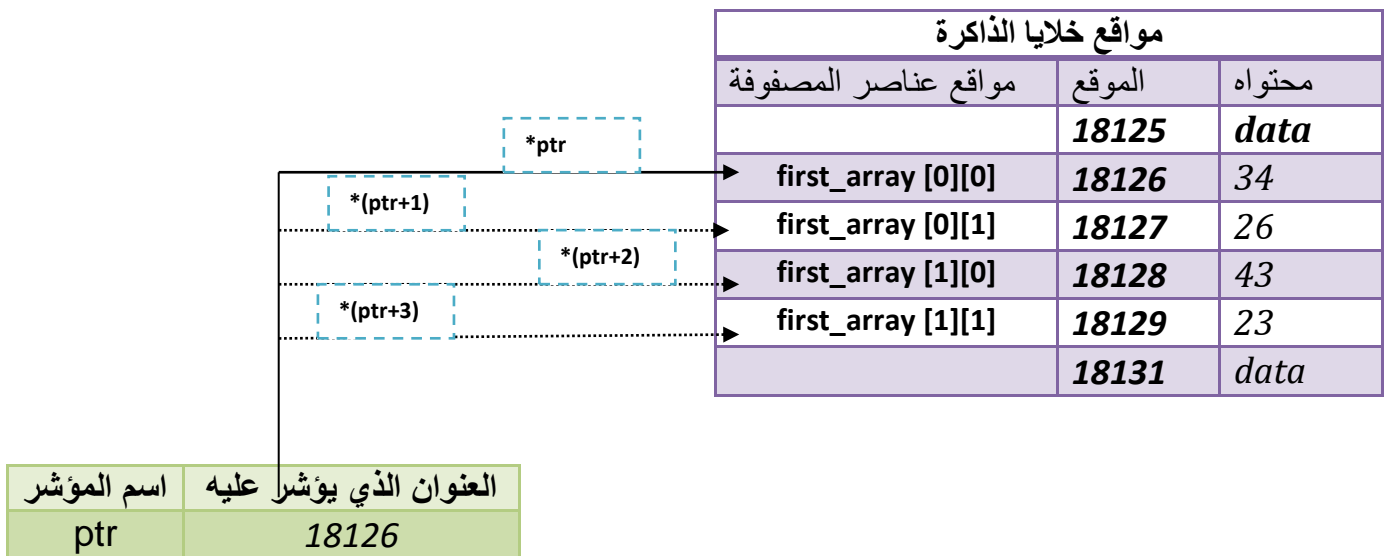 مواقع خلايا الذاكرة
مواقع عناصر المصفوفة الموقع محتواه
18125 data
*ptr
first_array [0][0] 18126 34
*(ptr+1)
first_array [0][1] 18127 26
*(ptr+2)
first_array [1][0] 18128 43
*(ptr+3)
first_array [1][1] 18129 23
18131 data
اسم المؤشر العنوان الذي يؤشر عليه
ptr 18126